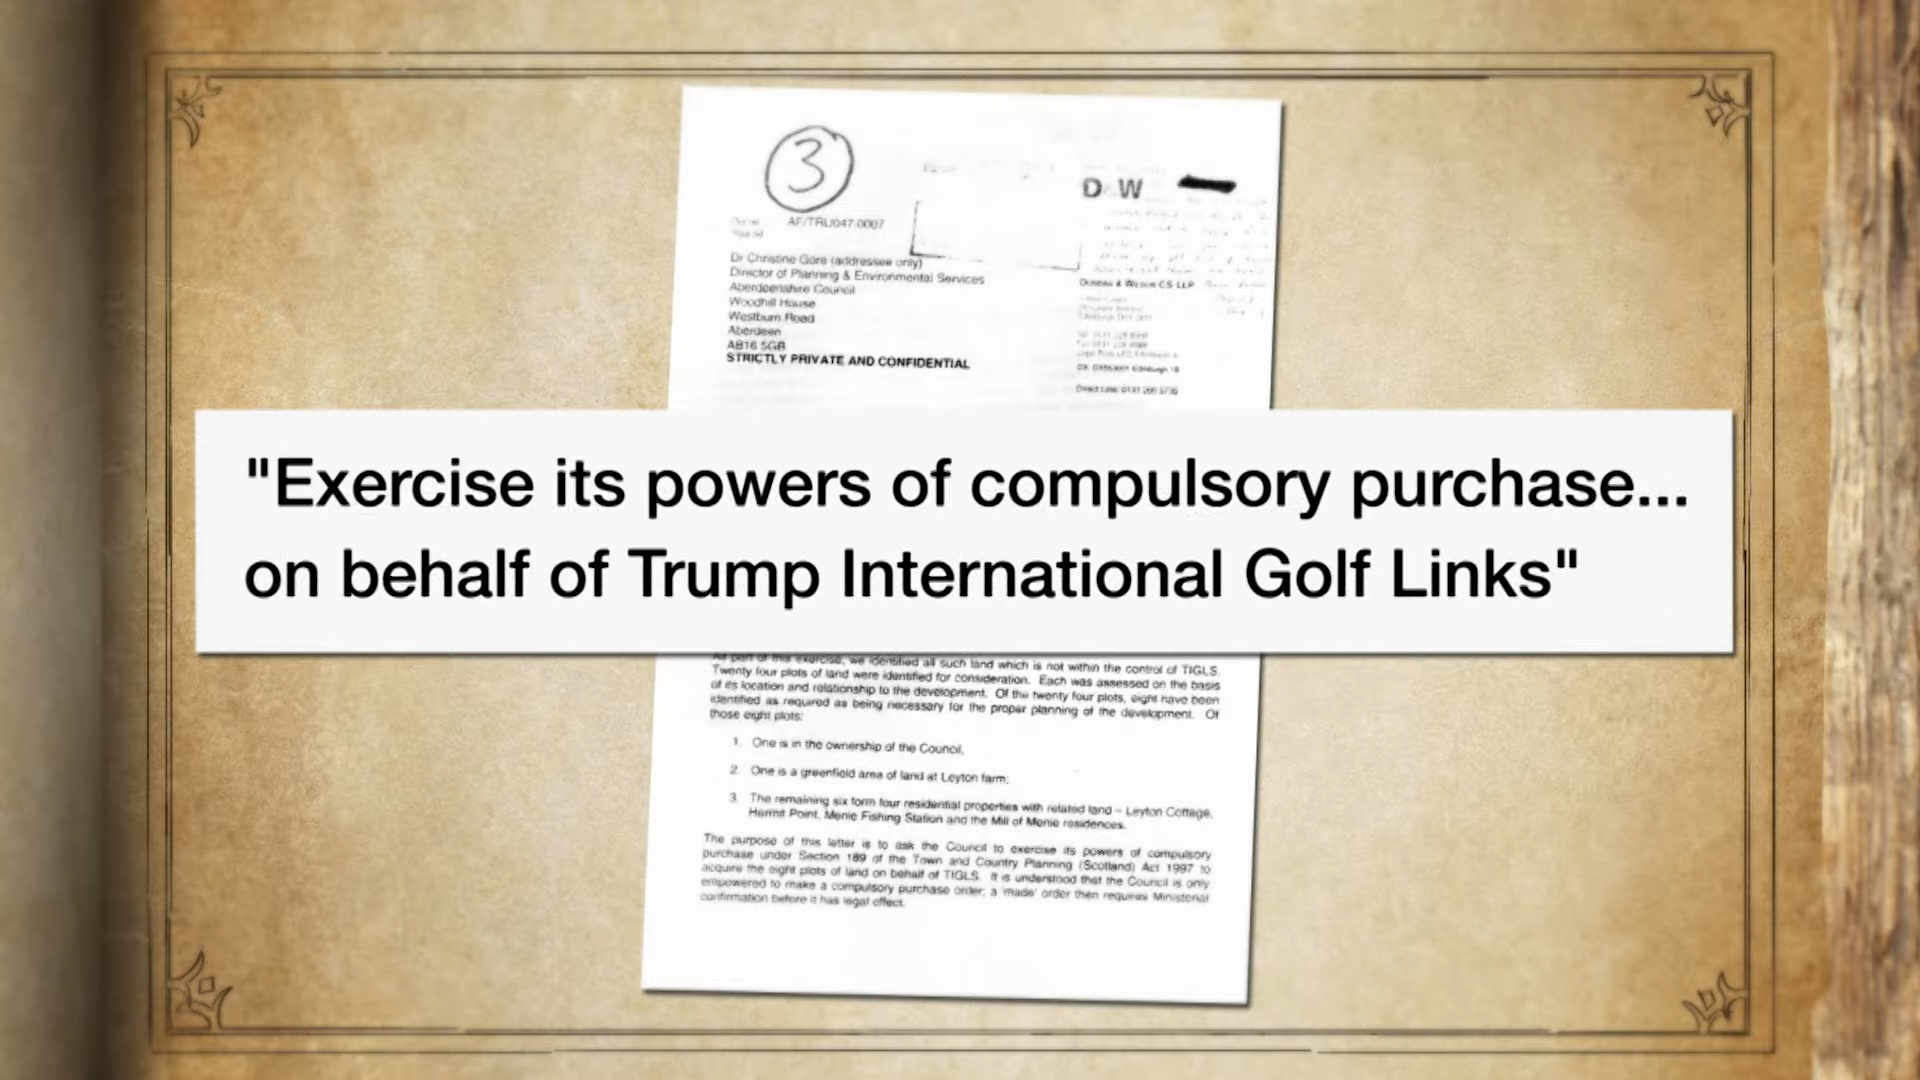 3
D W
AF/TRU047.0007
Dr Christine Gore (addressee only)
Director of Planning & Environmental Services
Aberdeenshire Council
Woodhill House
Westburn Road
Aberdeen
AB16 5GB
STRICTLY PRIVATE AND CONFIDENTIAL
Dundas & Wilson CS LLP
"Exercise its powers of compulsory purchase...
on behalf of Trump International Golf Links"
As part of this exercise, we identified all such land which is not within the control of TIGLS.
Twenty four plots of land were identified for consideration. Each was assessed on the basis
of its location and relationship to the development. Of the twenty four plots, eight have been
identified as required as being necessary for the proper planning of the development. Of
those eight plots:
1. One is in the ownership of the Council,
2. One is a greenfield area of land at Leyton farm;
3. The remaining six form four residential properties with related land – Leyton Cottage,
Hermit Point, Menie Fishing Station and the Mill of Menie residences.
The purpose of this letter is to ask the Council to exercise its powers of compulsory
purchase under Section 189 of the Town and Country Planning (Scotland) Act 1997 to
acquire the eight plots of land on behalf of TIGLS. It is understood that the Council is only
empowered to make a compulsory purchase order; a 'made' order then requires Ministerial
confirmation before it has legal effect.